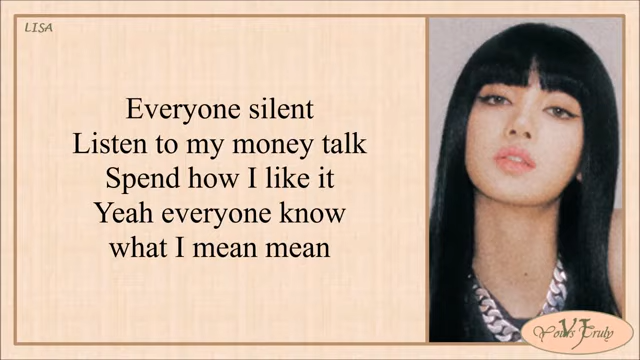 LISA
Everyone silent
Listen to my money talk
Spend how I like it
Yeah everyone know
what I mean mean
Yours Truly
VT